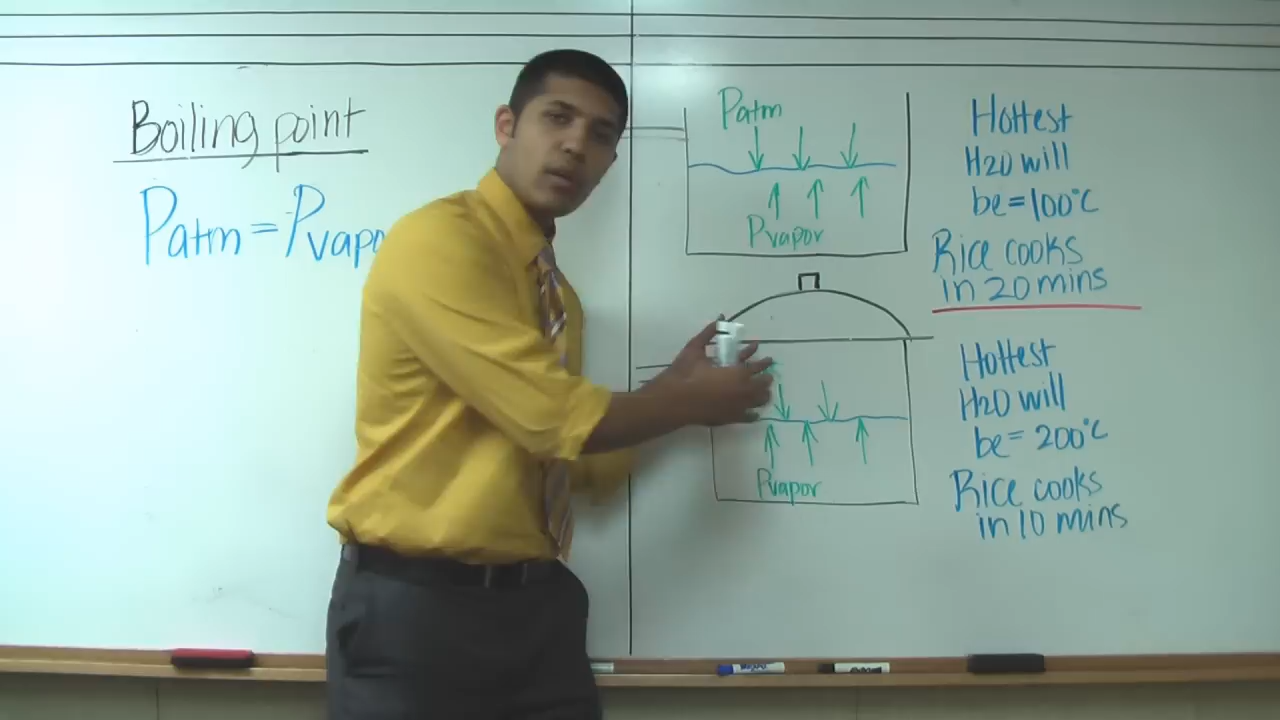 Boiling point
Patm = Pvapo
Patm
Pvapor
Hottest
H2O will
be = 100°C
Rice cooks
in 20 mins
Pvapor
Hottest
H2O will
be = 200°C
Rice cooks
in 10 mins